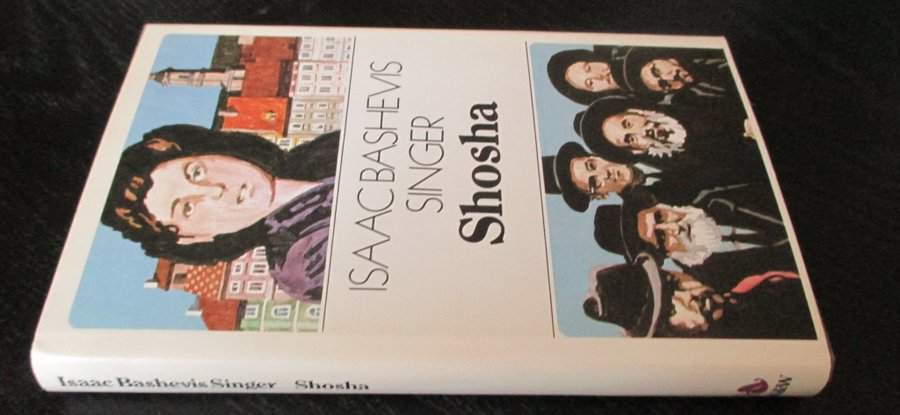 ISAAC BASHEVIS
SINGER
Shosha
Isaac Bashevis Singer Shosha